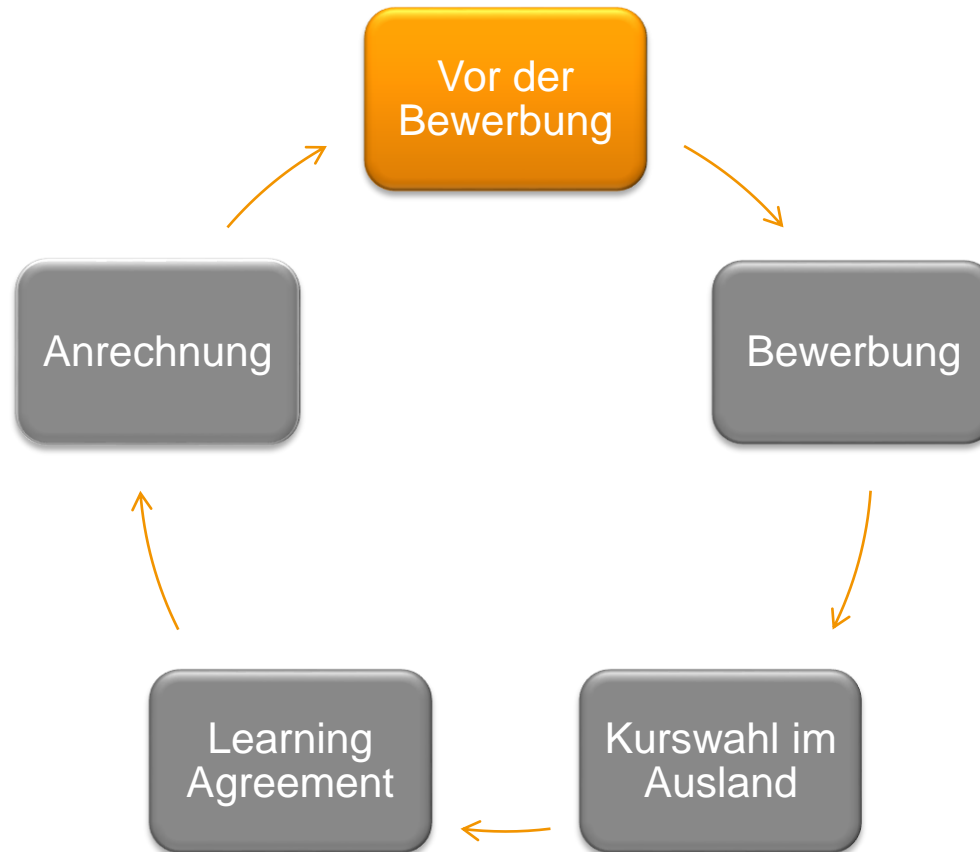 Vor der
Bewerbung
Bewerbung
Kurswahl im
Ausland
Learning
Agreement
Anrechnung